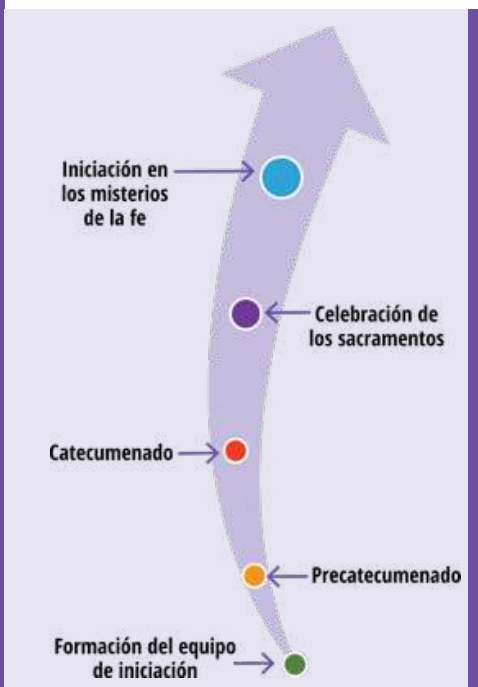 Iniciación en
los misterios
de la fe
Celebración de
los sacramentos
Catecumenado
Precatecumenado
Formación del equipo
de iniciación